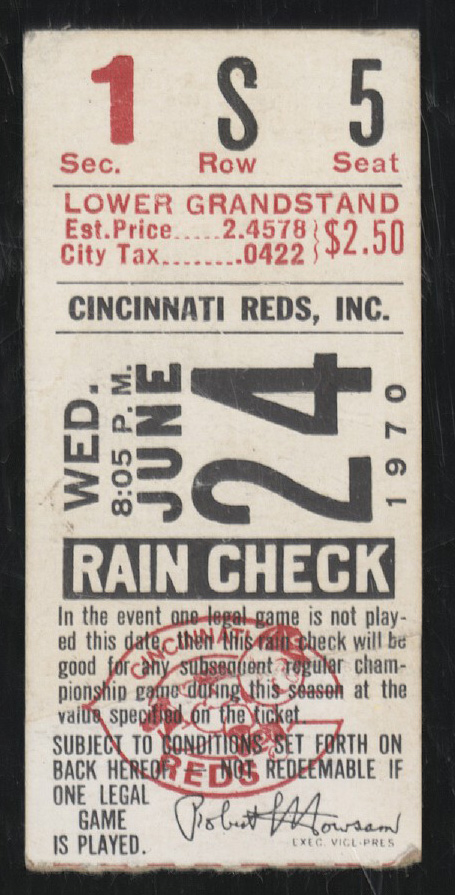 1 S 5
Sec. Row Seat
LOWER GRANDSTAND
Est.Price.....2.4578
City Tax........0422
$2.50
CINCINNATI REDS, INC.
WED.
8:05 P. M.
JUNE
24
1970
RAIN CHECK
In the event one legal game is not play-
ed this date, then this rain check will be
good for any subsequent regular cham-
pionship game during this season at the
value specified on the ticket.
SUBJECT TO CONDITIONS SET FORTH ON
BACK HEREOF — NOT REDEEMABLE IF
ONE LEGAL
GAME
IS PLAYED.
CINCINNATI
REDS
Robert L Howsam
EXEC. VICE-PRES